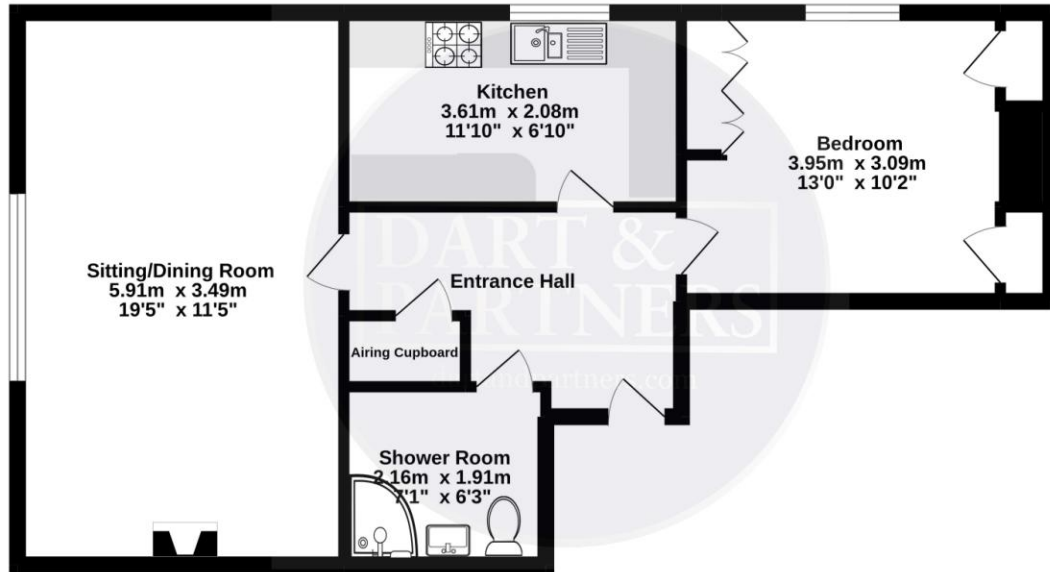 Kitchen
3.61m x 2.08m
11'10" x 6'10"
Bedroom
3.95m x 3.09m
13'0" x 10'2"
Sitting/Dining Room
5.91m x 3.49m
19'5" x 11'5"
DART &
PARTNERS
Entrance Hall
Airing Cupboard
dartandpartners.com
Shower Room
2.16m x 1.91m
7'1" x 6'3"